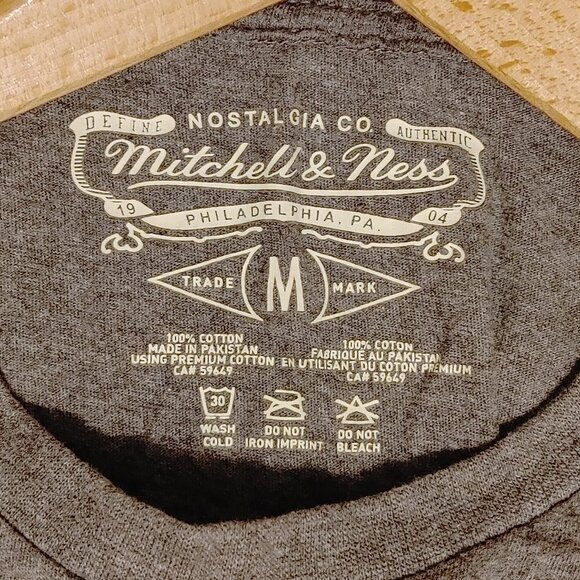 DEFINE NOSTALGIA CO. AUTHENTIC
Mitchell & Ness
19 PHILADELPHIA, PA. 04
TRADE M MARK
100% COTTON
MADE IN PAKISTAN
USING PREMIUM COTTON
CA# 59649
100% COTTON
FABRIQUE AU PAKISTAN
EN UTILISANT DU COTON PREMIUM
CA# 59649
30
WASH
COLD
DO NOT
IRON IMPRINT
DO NOT
BLEACH